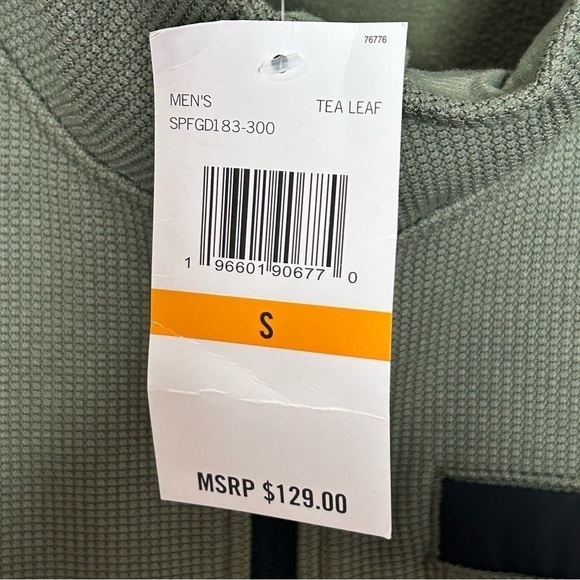 76776
MEN'S TEA LEAF
SPFGD183-300
1 96601 90677 0
S
MSRP $129.00